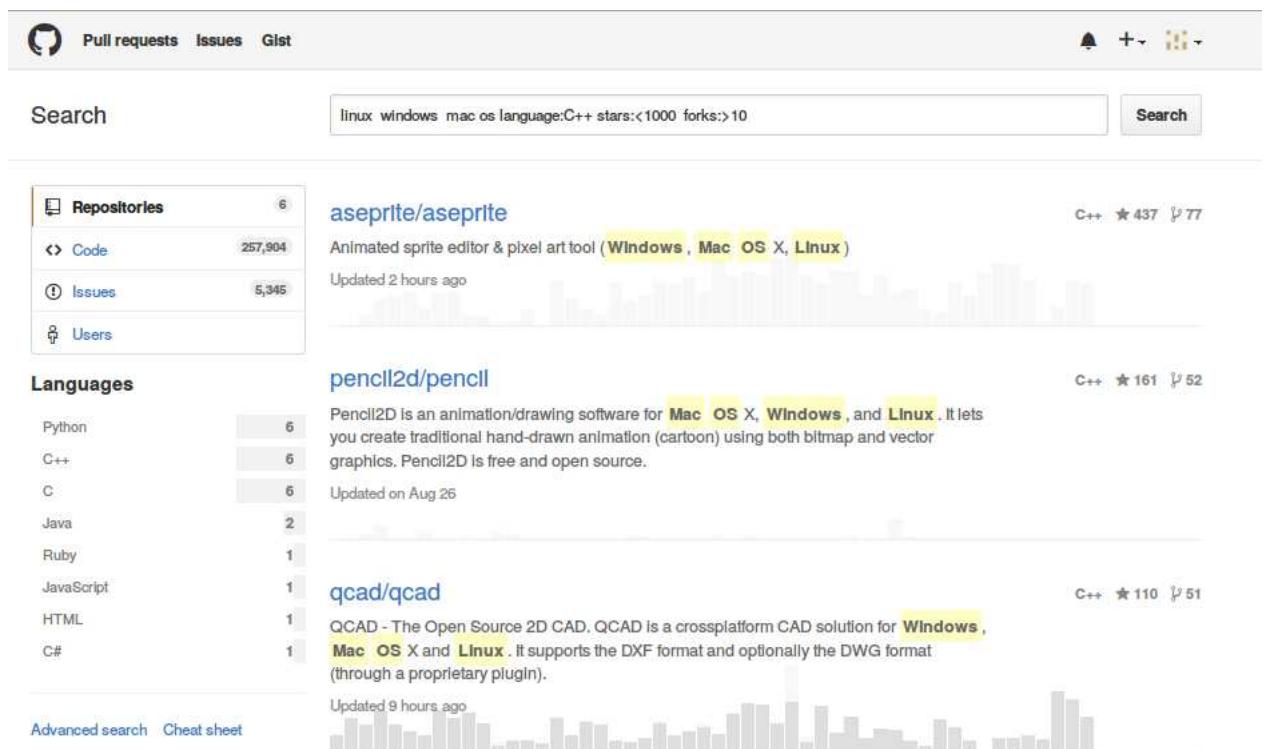 Pull requests Issues Gist
Search
linux windows mac os language:C++ stars:<1000 forks:>10
Search
Repositories 6
Code 257,904
Issues 5,345
Users
Languages
Python 6
C++ 6
C 6
Java 2
Ruby 1
JavaScript 1
HTML 1
C# 1
Advanced search Cheat sheet
aseprite/aseprite
C++ 437 77
Animated sprite editor & pixel art tool (Windows, Mac OS X, Linux)
Updated 2 hours ago
pencil2d/pencil
C++ 161 52
Pencil2D is an animation/drawing software for Mac OS X, Windows, and Linux. It lets
you create traditional hand-drawn animation (cartoon) using both bitmap and vector
graphics. Pencil2D is free and open source.
Updated on Aug 26
qcad/qcad
C++ 110 51
QCAD - The Open Source 2D CAD. QCAD is a crossplatform CAD solution for Windows,
Mac OS X and Linux. It supports the DXF format and optionally the DWG format
(through a proprietary plugin).
Updated 9 hours ago